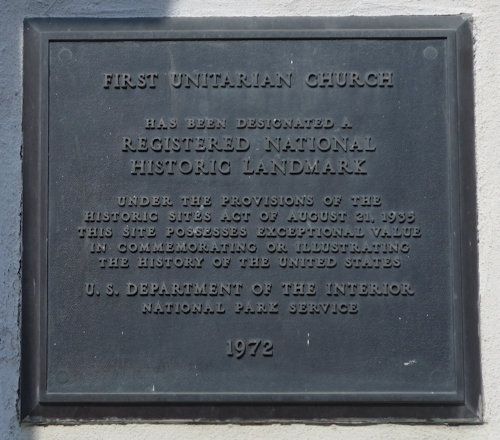 FIRST UNITARIAN CHURCH
HAS BEEN DESIGNATED A
REGISTERED NATIONAL
HISTORIC LANDMARK
UNDER THE PROVISIONS OF THE
HISTORIC SITES ACT OF AUGUST 21, 1935
THIS SITE POSSESSES EXCEPTIONAL VALUE
IN COMMEMORATING OR ILLUSTRATING
THE HISTORY OF THE UNITED STATES
U. S. DEPARTMENT OF THE INTERIOR
NATIONAL PARK SERVICE
1972